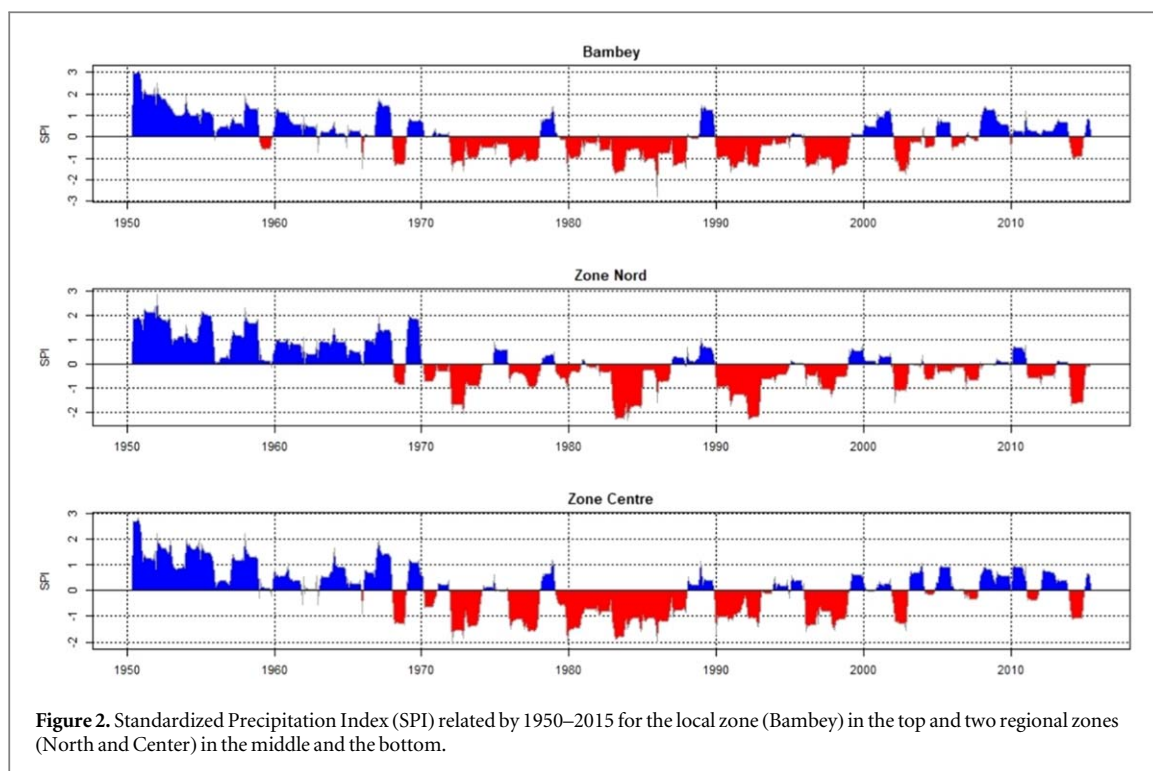 Bambey
SPI
3
2
1
0
-1
-2
-3
1950 1960 1970 1980 1990 2000 2010
Zone Nord
SPI
3
2
1
0
-1
-2
1950 1960 1970 1980 1990 2000 2010
Zone Centre
SPI
3
2
1
0
-1
-2
1950 1960 1970 1980 1990 2000 2010
Figure 2. Standardized Precipitation Index (SPI) related by 1950–2015 for the local zone (Bambey) in the top and two regional zones
(North and Center) in the middle and the bottom.